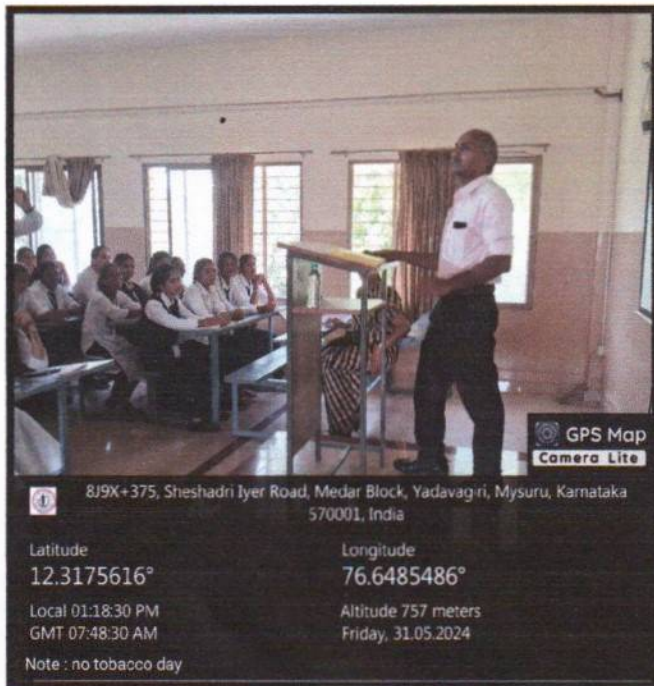 GPS Map
Camera Lite
8J9X+375, Sheshadri Iyer Road, Medar Block, Yadavagiri, Mysuru, Karnataka
570001, India
Latitude
12.3175616°
Longitude
76.6485486°
Local 01:18:30 PM
GMT 07:48:30 AM
Altitude 757 meters
Friday, 31.05.2024
Note : no tobacco day